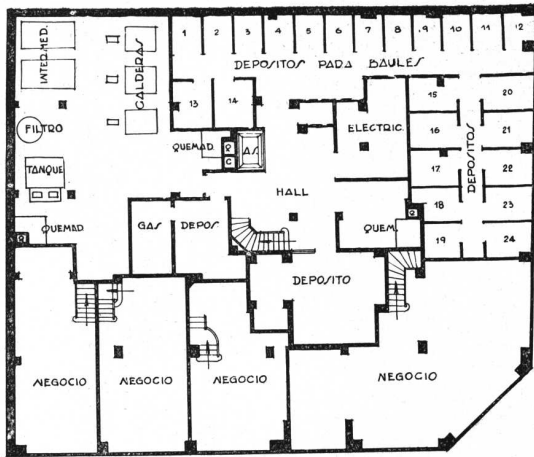 1 2 3 4 5 6 7 8 9 10 11 12
INTERMED.
CALDERAS
DEPOSITOS PARA BAULES
13 14
15 20
FILTRO
ELECTRIC.
16 21
QUEMAD.
Q
C
AS.
DEPOSITOS
TANQUE
17 22
HALL
18 23
QUEMAD.
Q
GAS
DEPOS.
QUEM.
Q
19 24
DEPOSITO
NEGOCIO
NEGOCIO
NEGOCIO
NEGOCIO